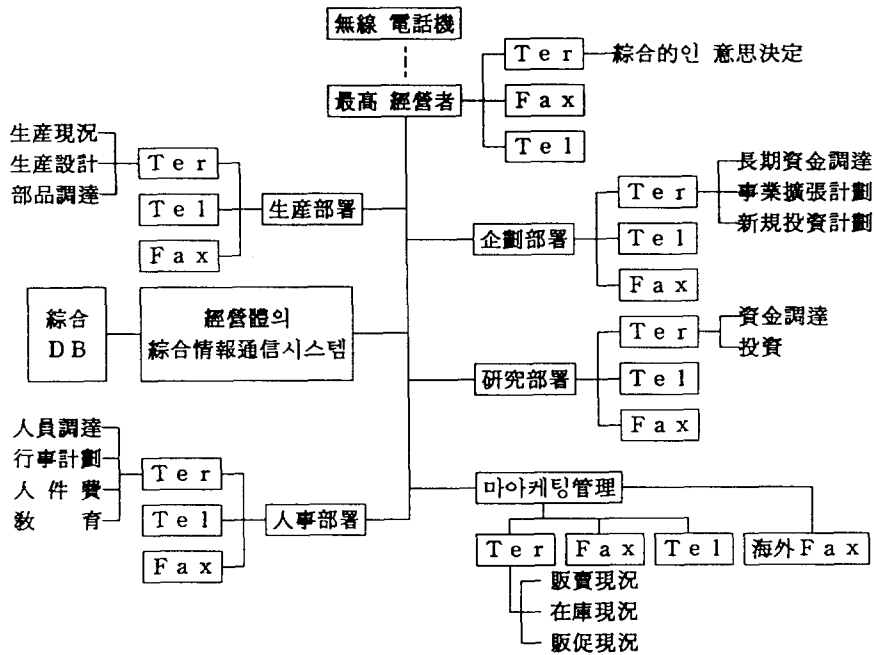 無線 電話機
最高 經營者
Ter
綜合的인 意思決定
Fax
Tel
生産現況
生産設計
部品調達
Ter
Tel
Fax
生産部署
企劃部署
Ter
Tel
Fax
長期資金調達
事業擴張計劃
新規投資計劃
綜合
DB
經營體의
綜合情報通信시스템
研究部署
Ter
Tel
Fax
資金調達
投資
人員調達
行事計劃
人 件 費
教 育
Ter
Tel
Fax
人事部署
마아케팅管理
Ter
Fax
Tel
海外Fax
販賣現況
在庫現況
販促現況